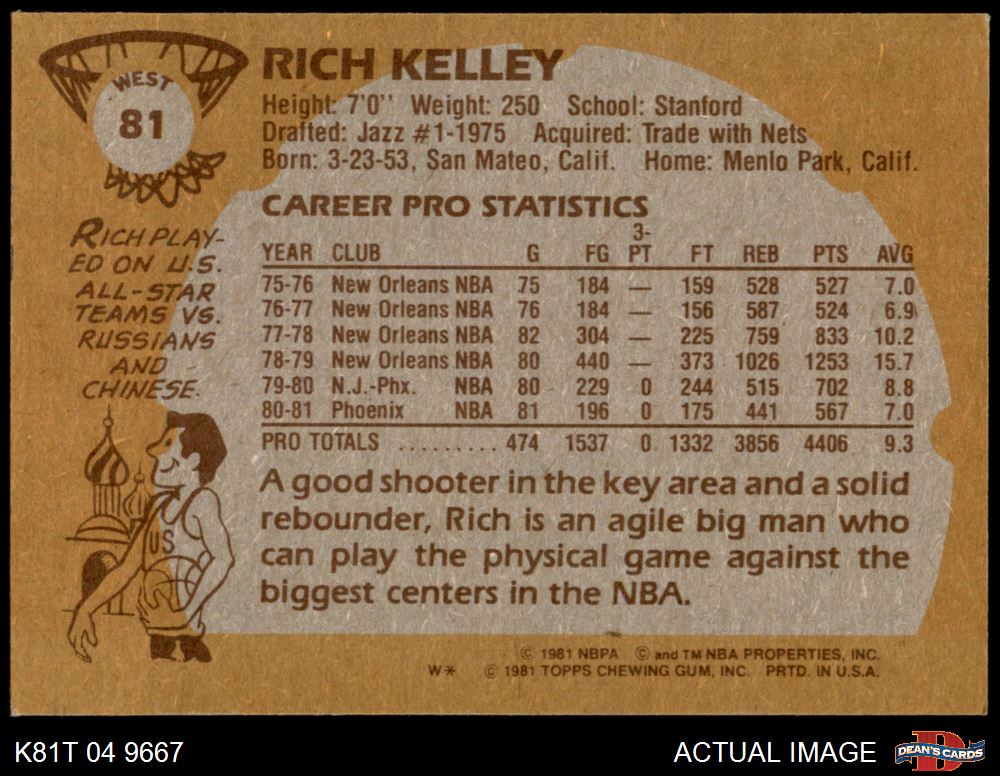 WEST
81
RICH KELLEY
Height: 7'0'' Weight: 250 School: Stanford
Drafted: Jazz #1-1975 Acquired: Trade with Nets
Born: 3-23-53, San Mateo, Calif. Home: Menlo Park, Calif.
RICH PLAY-
ED ON U.S.
ALL-STAR
TEAMS VS.
RUSSIANS
AND
CHINESE.
US
CAREER PRO STATISTICS
YEAR CLUB G FG 3-PT FT REB PTS AVG
75-76 New Orleans NBA 75 184 — 159 528 527 7.0
76-77 New Orleans NBA 76 184 — 156 587 524 6.9
77-78 New Orleans NBA 82 304 — 225 759 833 10.2
78-79 New Orleans NBA 80 440 — 373 1026 1253 15.7
79-80 N.J.-Phx. NBA 80 229 0 244 515 702 8.8
80-81 Phoenix NBA 81 196 0 175 441 567 7.0
PRO TOTALS ......... 474 1537 0 1332 3856 4406 9.3
A good shooter in the key area and a solid
rebounder, Rich is an agile big man who
can play the physical game against the
biggest centers in the NBA.
© 1981 NBPA © and TM NBA PROPERTIES, INC.
W* © 1981 TOPPS CHEWING GUM, INC. PRTD. IN U.S.A.
K81T 04 9667
ACTUAL IMAGE
D
DEAN'S CARDS